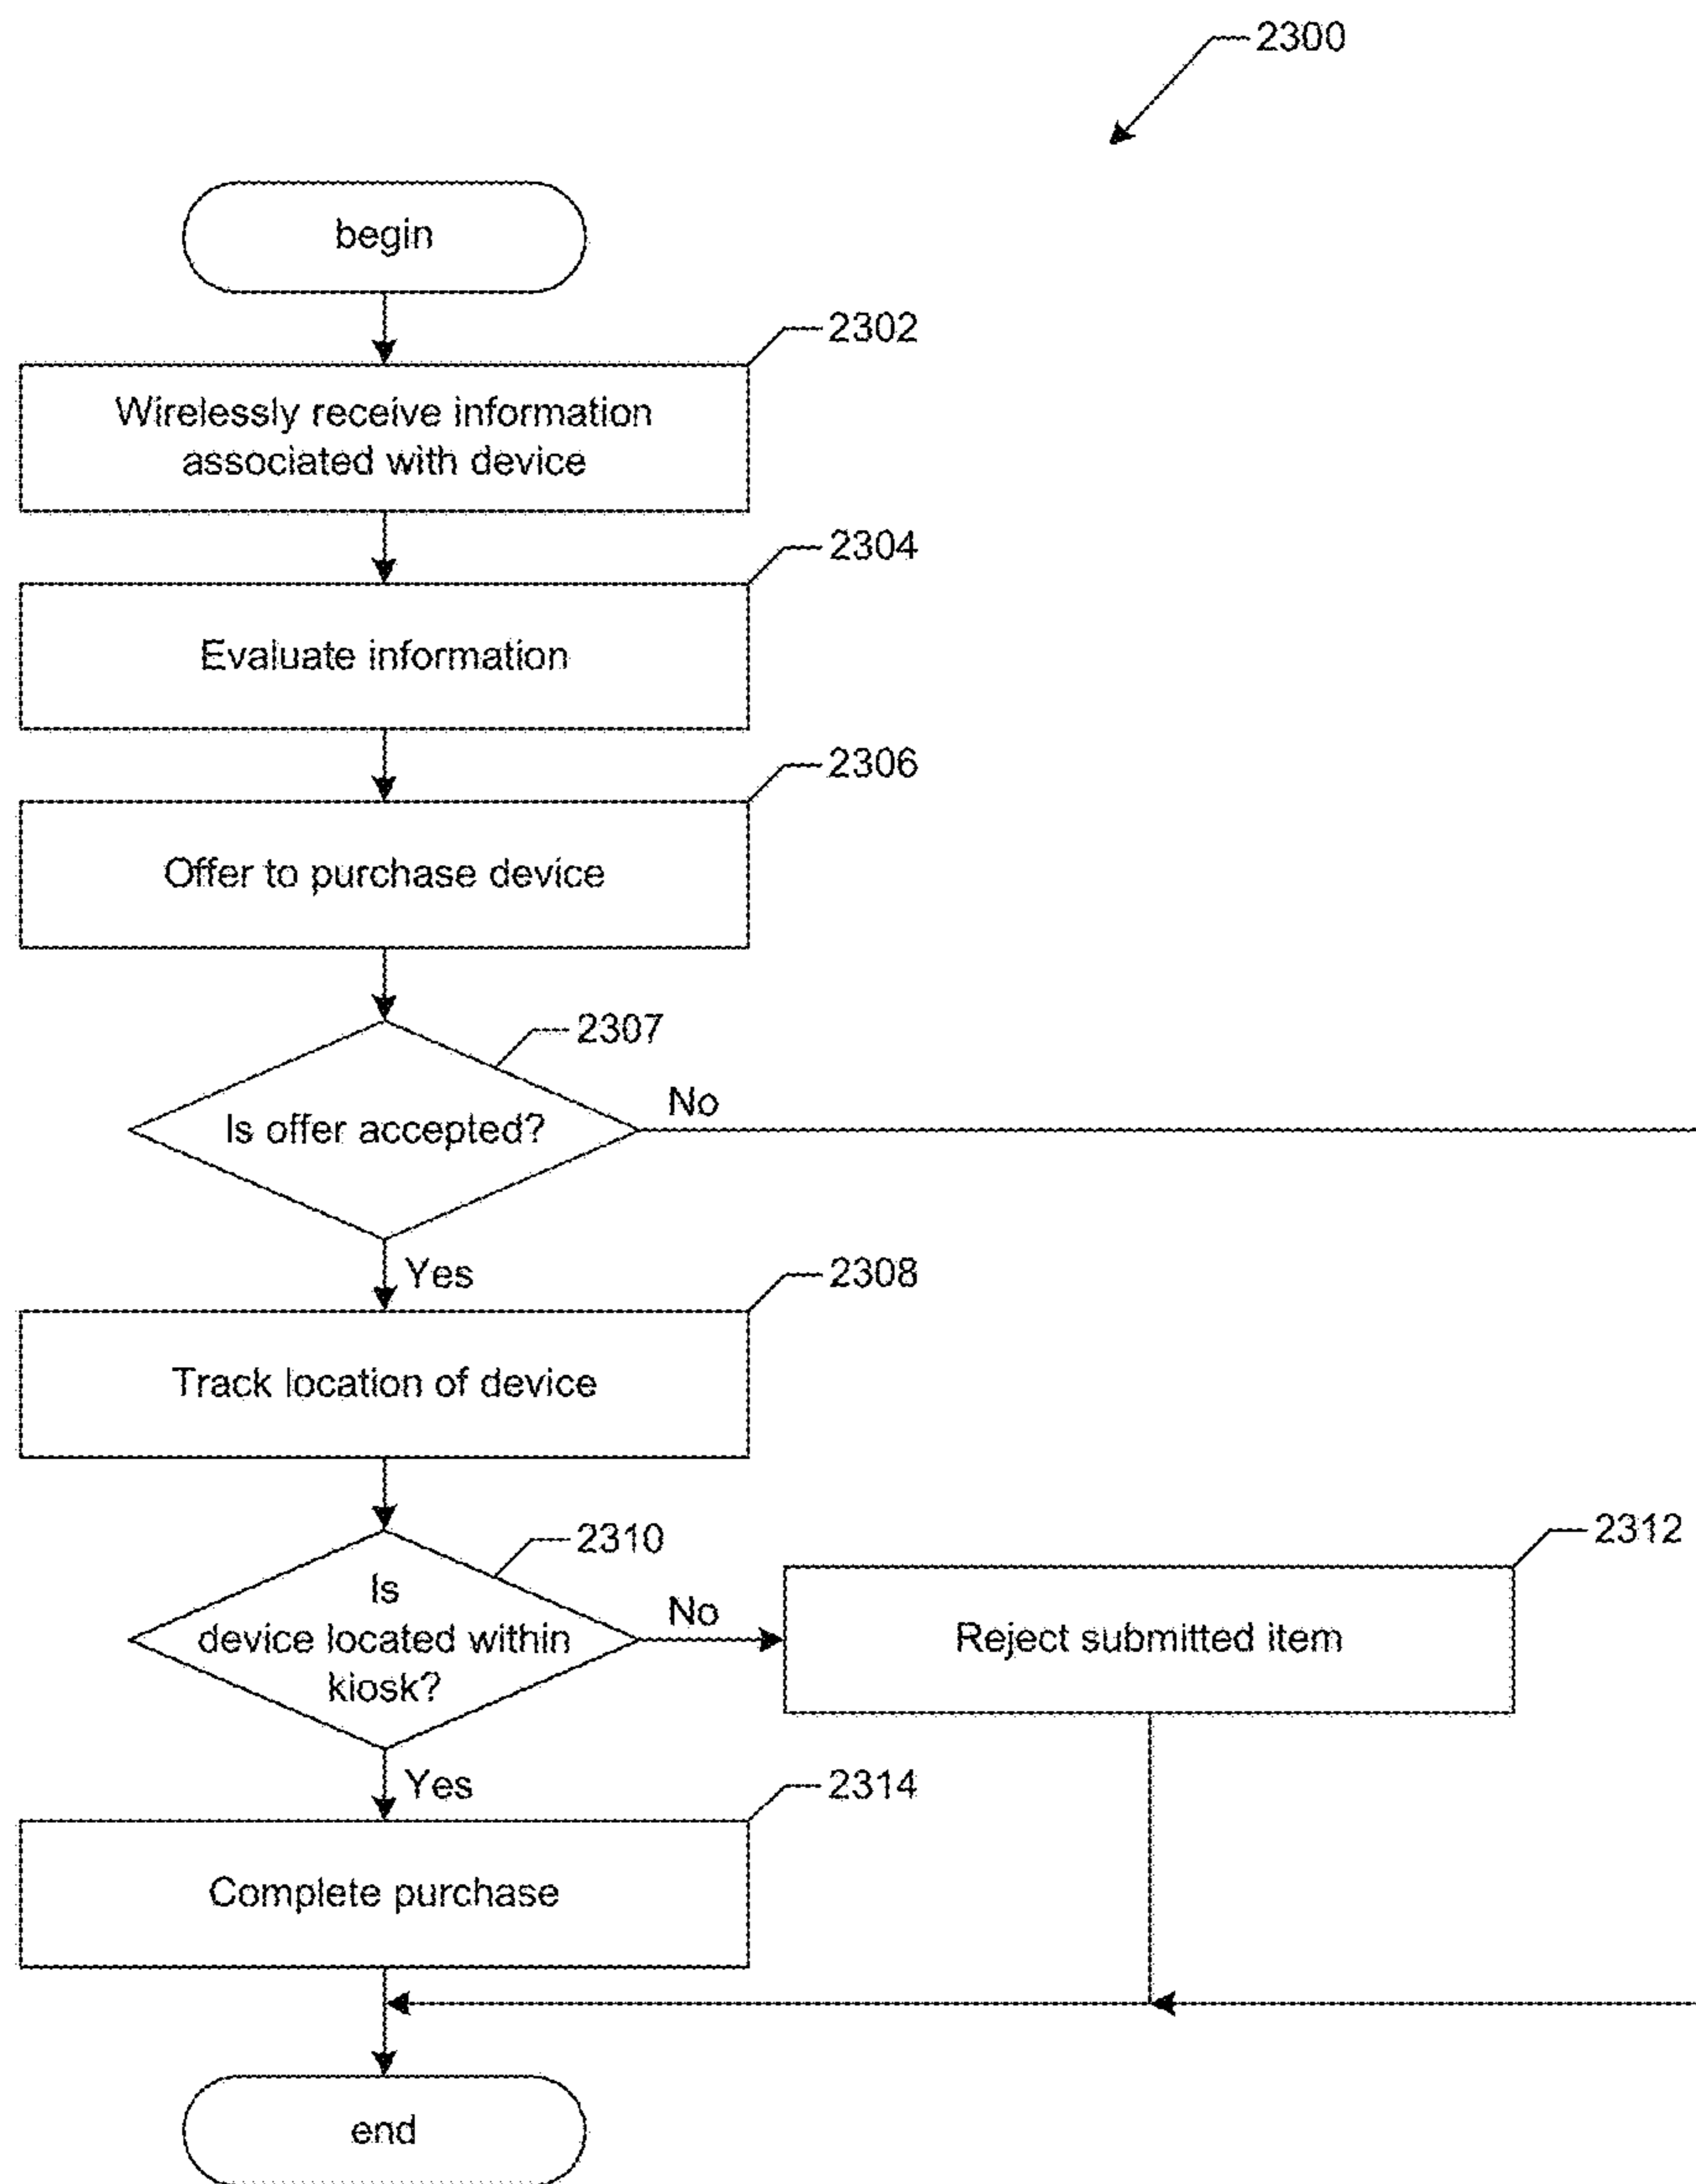 2300
begin
2302
Wirelessly receive information
associated with device
2304
Evaluate information
2306
Offer to purchase device
2307
Is offer accepted?
No
Yes
2308
Track location of device
2310
Is
device located within
kiosk?
No
2312
Reject submitted item
Yes
2314
Complete purchase
end